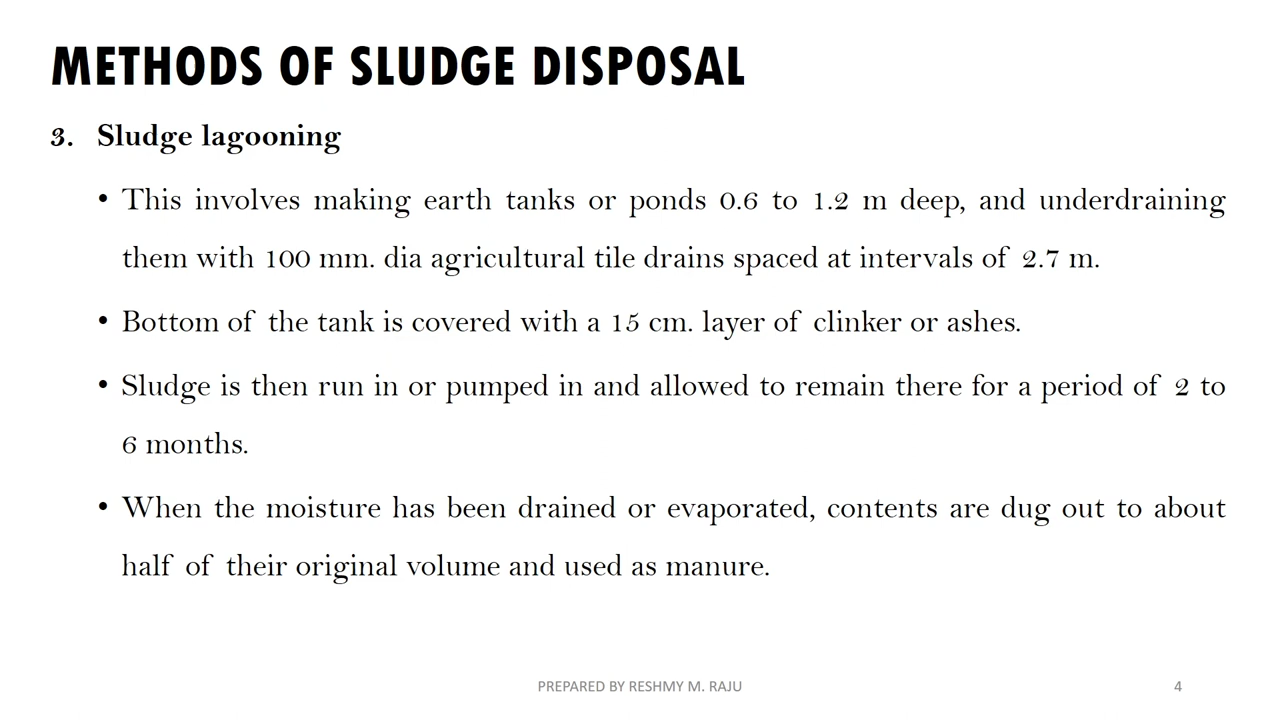 METHODS OF SLUDGE DISPOSAL
3. Sludge lagooning
• This involves making earth tanks or ponds 0.6 to 1.2 m deep, and underdraining
them with 100 mm. dia agricultural tile drains spaced at intervals of 2.7 m.
• Bottom of the tank is covered with a 15 cm. layer of clinker or ashes.
• Sludge is then run in or pumped in and allowed to remain there for a period of 2 to
6 months.
• When the moisture has been drained or evaporated, contents are dug out to about
half of their original volume and used as manure.
PREPARED BY RESHMY M. RAJU
4